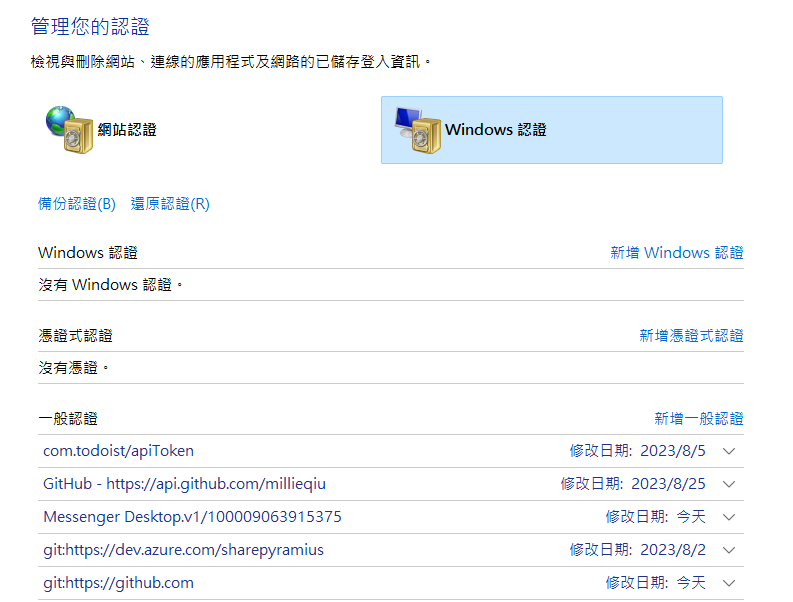 管理您的認證
檢視與刪除網站、連線的應用程式及網路的已儲存登入資訊。
網站認證
Windows 認證
備份認證(B) 還原認證(R)
Windows 認證 新增 Windows 認證
沒有 Windows 認證。
憑證式認證 新增憑證式認證
沒有憑證。
一般認證 新增一般認證
com.todoist/apiToken 修改日期: 2023/8/5
GitHub - https://api.github.com/millieqiu 修改日期: 2023/8/25
Messenger Desktop.v1/100009063915375 修改日期: 今天
git:https://dev.azure.com/sharepyramius 修改日期: 2023/8/2
git:https://github.com 修改日期: 今天